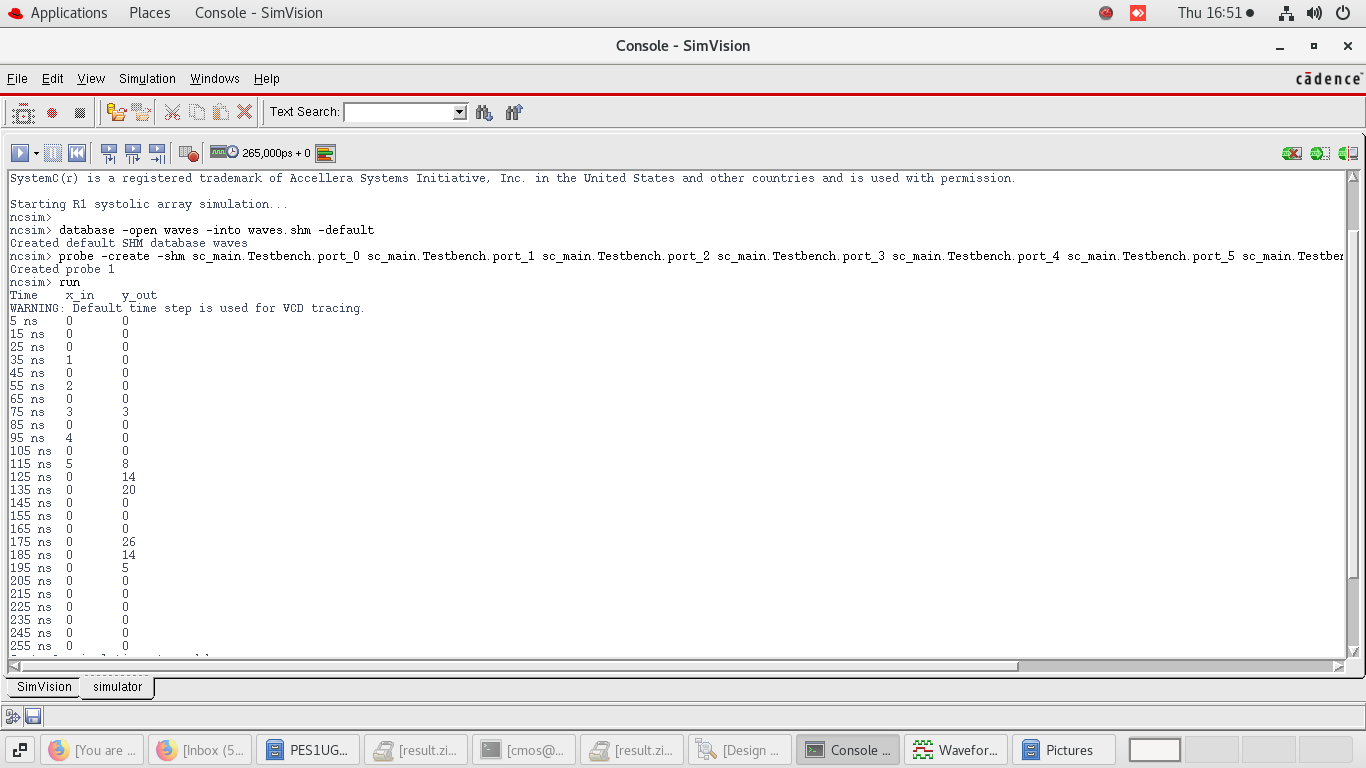 Applications Places Console - SimVision Thu 16:51
Console - SimVision
File Edit View Simulation Windows Help cādence
Text Search:
265,000ps + 0
SystemC(r) is a registered trademark of Accellera Systems Initiative, Inc. in the United States and other countries and is used with permission.
Starting R1 systolic array simulation...
ncsim>
ncsim> database -open waves -into waves.shm -default
Created default SHM database waves
ncsim> probe -create -shm sc_main.Testbench.port_0 sc_main.Testbench.port_1 sc_main.Testbench.port_2 sc_main.Testbench.port_3 sc_main.Testbench.port_4 sc_main.Testbench.port_5 sc_main.Testben
Created probe 1
ncsim> run
Time x_in y_out
WARNING: Default time step is used for VCD tracing.
5 ns 0 0
15 ns 0 0
25 ns 0 0
35 ns 1 0
45 ns 0 0
55 ns 2 0
65 ns 0 0
75 ns 3 3
85 ns 0 0
95 ns 4 0
105 ns 0 0
115 ns 5 8
125 ns 0 14
135 ns 0 20
145 ns 0 0
155 ns 0 0
165 ns 0 0
175 ns 0 26
185 ns 0 14
195 ns 0 5
205 ns 0 0
215 ns 0 0
225 ns 0 0
235 ns 0 0
245 ns 0 0
255 ns 0 0
SimVision simulator
[You are ... [Inbox (5... PES1UG... [result.zi... [cmos@... [result.zi... [Design ... Console ... Wavefor... Pictures